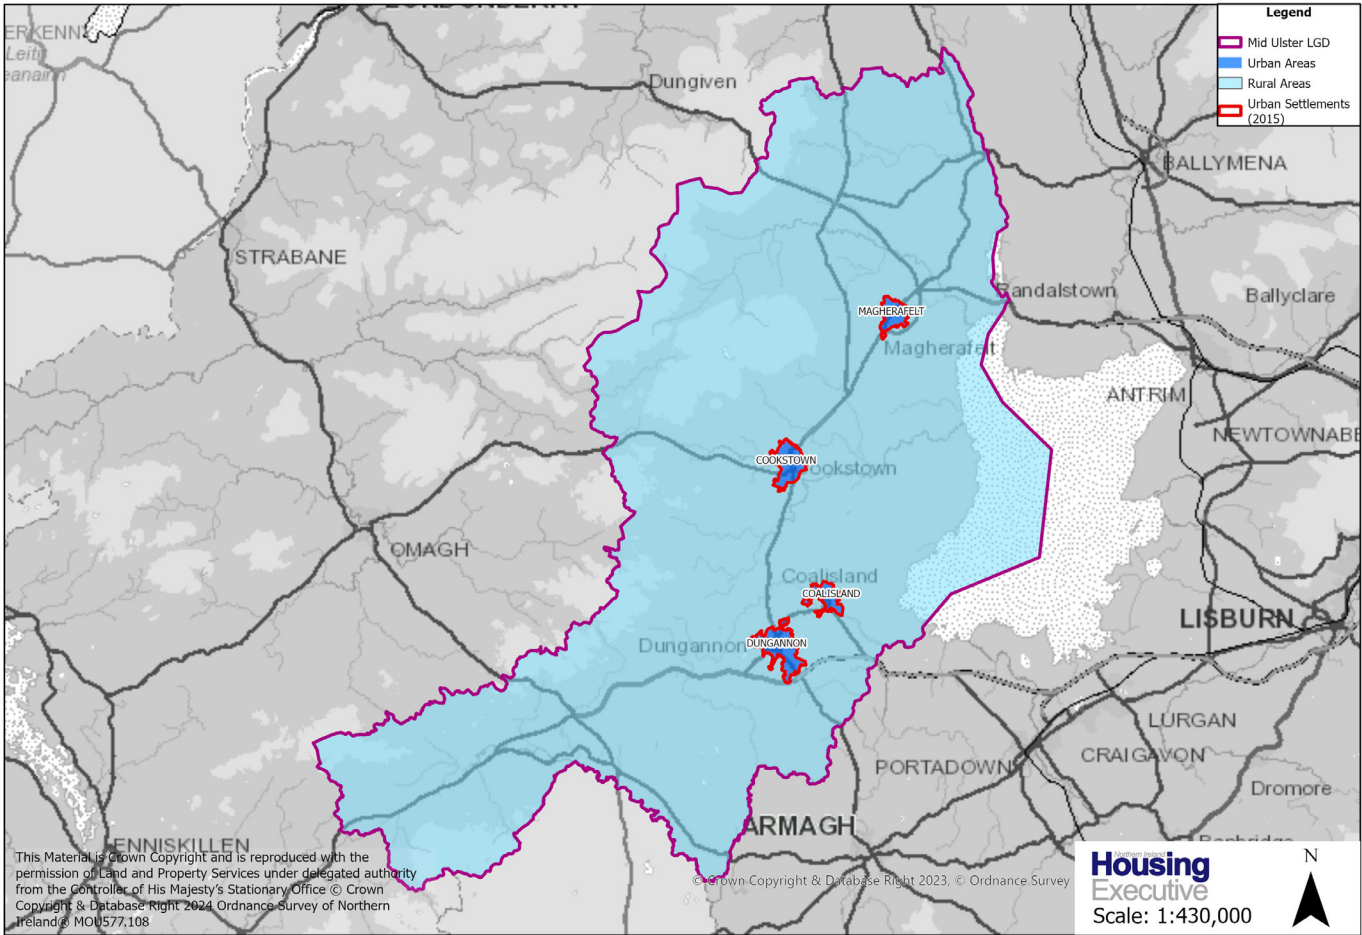 LONDONDERRY
Legend
Mid Ulster LGD
Urban Areas
Rural Areas
Urban Settlements
(2015)
Dungiven
BALLYMENA
STRABANE
Randalstown
Ballyclare
MAGHERAFELT
Magherafelt
ANTRIM
NEWTOWNABB
COOKSTOWN
ookstown
OMAGH
Coalisland
COALISLAND
LISBURN
Dungannon
DUNGANNON
LURGAN
CRAIGAVON
PORTADOWN
Dromore
ARMAGH
Banbridge
ENNISKILLEN
This Material is Crown Copyright and is reproduced with the
permission of Land and Property Services under delegated authority
from the Controller of His Majesty's Stationary Office © Crown
Copyright & Database Right 2024 Ordnance Survey of Northern
Ireland® MOU577.108
© Crown Copyright & Database Right 2023, © Ordnance Survey
Northern Ireland
Housing
Executive
Scale: 1:430,000
N